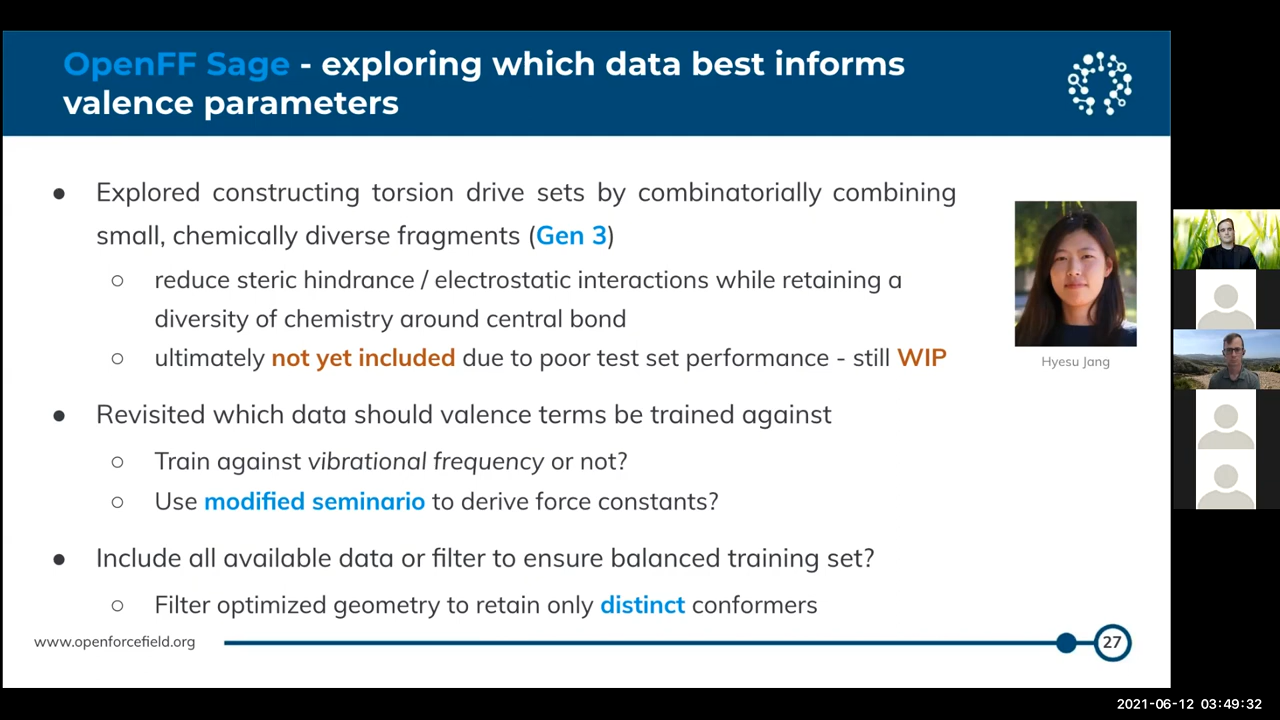 OpenFF Sage - exploring which data best informs
valence parameters
● Explored constructing torsion drive sets by combinatorially combining
small, chemically diverse fragments (Gen 3)
○ reduce steric hindrance / electrostatic interactions while retaining a
diversity of chemistry around central bond
○ ultimately not yet included due to poor test set performance - still WIP
Hyesu Jang
● Revisited which data should valence terms be trained against
○ Train against vibrational frequency or not?
○ Use modified seminario to derive force constants?
● Include all available data or filter to ensure balanced training set?
○ Filter optimized geometry to retain only distinct conformers
www.openforcefield.org
27
2021-06-12 03:49:32